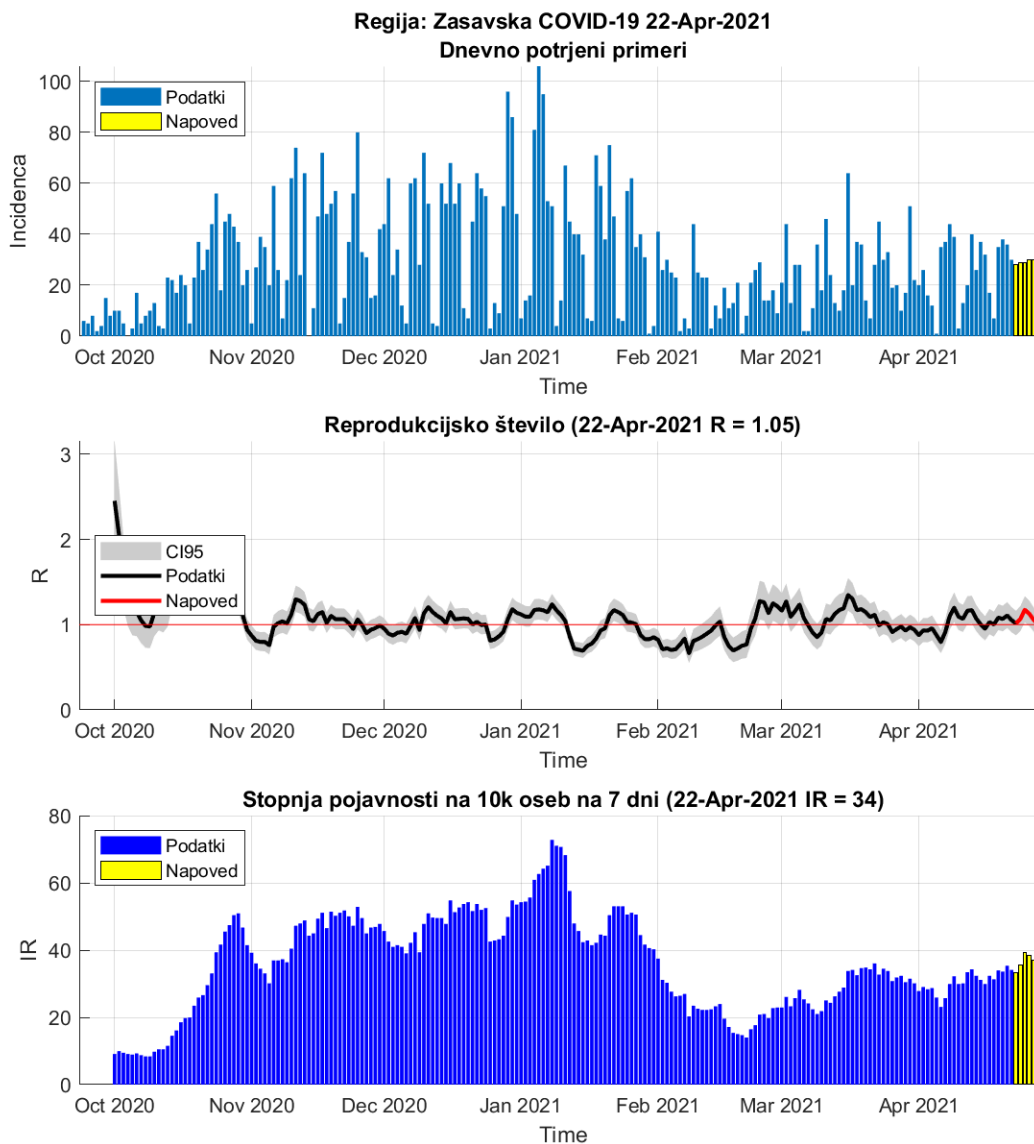 Regija: Zasavska COVID-19 22-Apr-2021
Dnevno potrjeni primeri
100
80
60
40
20
0
Incidenca
Podatki
Napoved
Oct 2020 Nov 2020 Dec 2020 Jan 2021 Feb 2021 Mar 2021 Apr 2021
Time
Reprodukcijsko število (22-Apr-2021 R = 1.05)
3
2
1
0
R
CI95
Podatki
Napoved
Oct 2020 Nov 2020 Dec 2020 Jan 2021 Feb 2021 Mar 2021 Apr 2021
Time
Stopnja pojavnosti na 10k oseb na 7 dni (22-Apr-2021 IR = 34)
80
60
40
20
0
IR
Podatki
Napoved
Oct 2020 Nov 2020 Dec 2020 Jan 2021 Feb 2021 Mar 2021 Apr 2021
Time